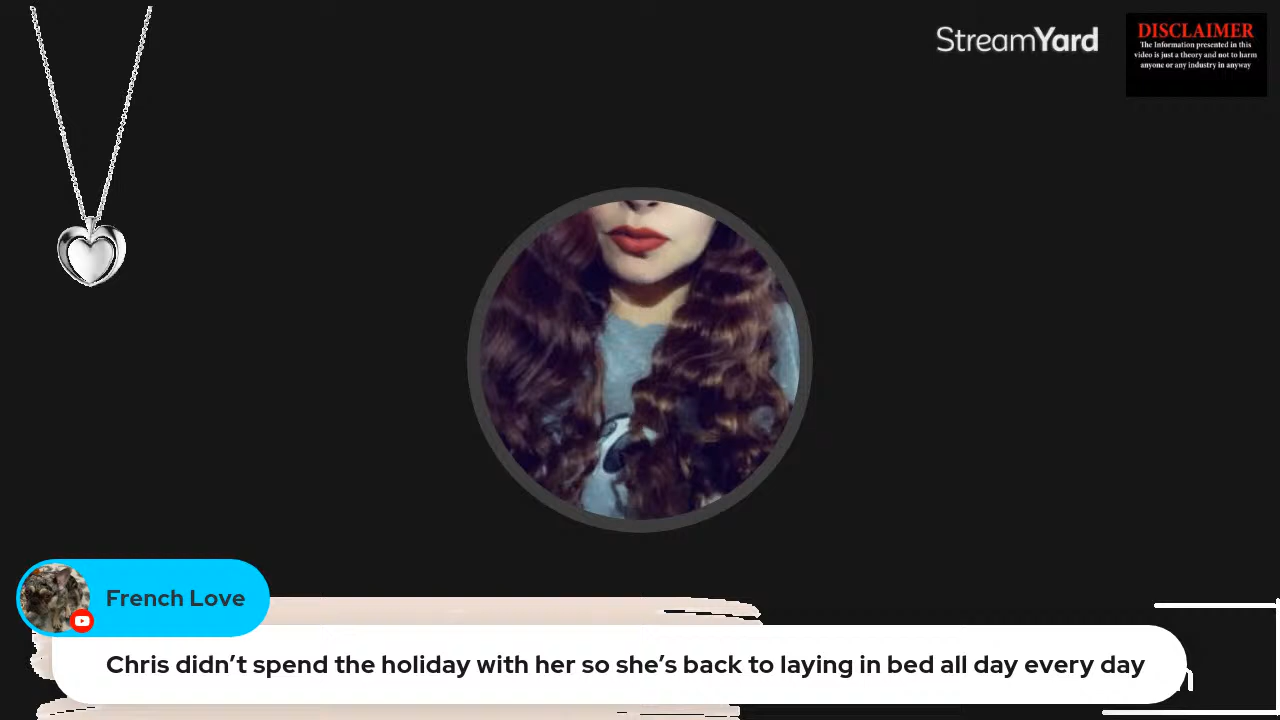 StreamYard
DISCLAIMER
The Information presented in this
video is just a theory and not to harm
anyone or any industry in anyway
French Love
Chris didn’t spend the holiday with her so she’s back to laying in bed all day every day